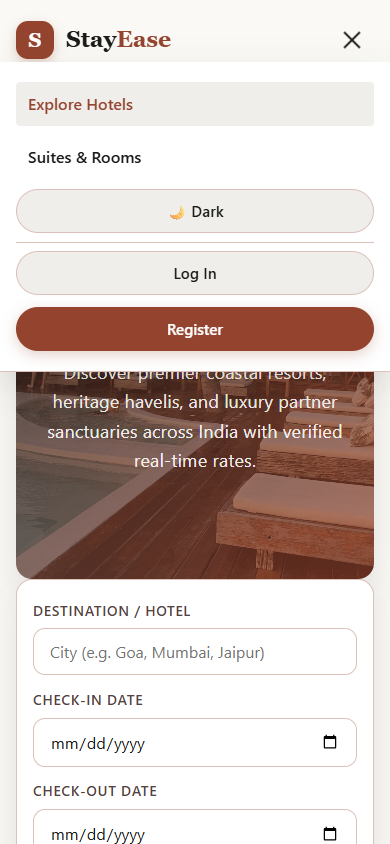 S StayEase
Explore Hotels
Suites & Rooms
🌙 Dark
Log In
Register
Discover premier coastal resorts,
heritage havelis, and luxury partner
sanctuaries across India with verified
real-time rates.
DESTINATION / HOTEL
City (e.g. Goa, Mumbai, Jaipur)
CHECK-IN DATE
mm/dd/yyyy
CHECK-OUT DATE
mm/dd/yyyy